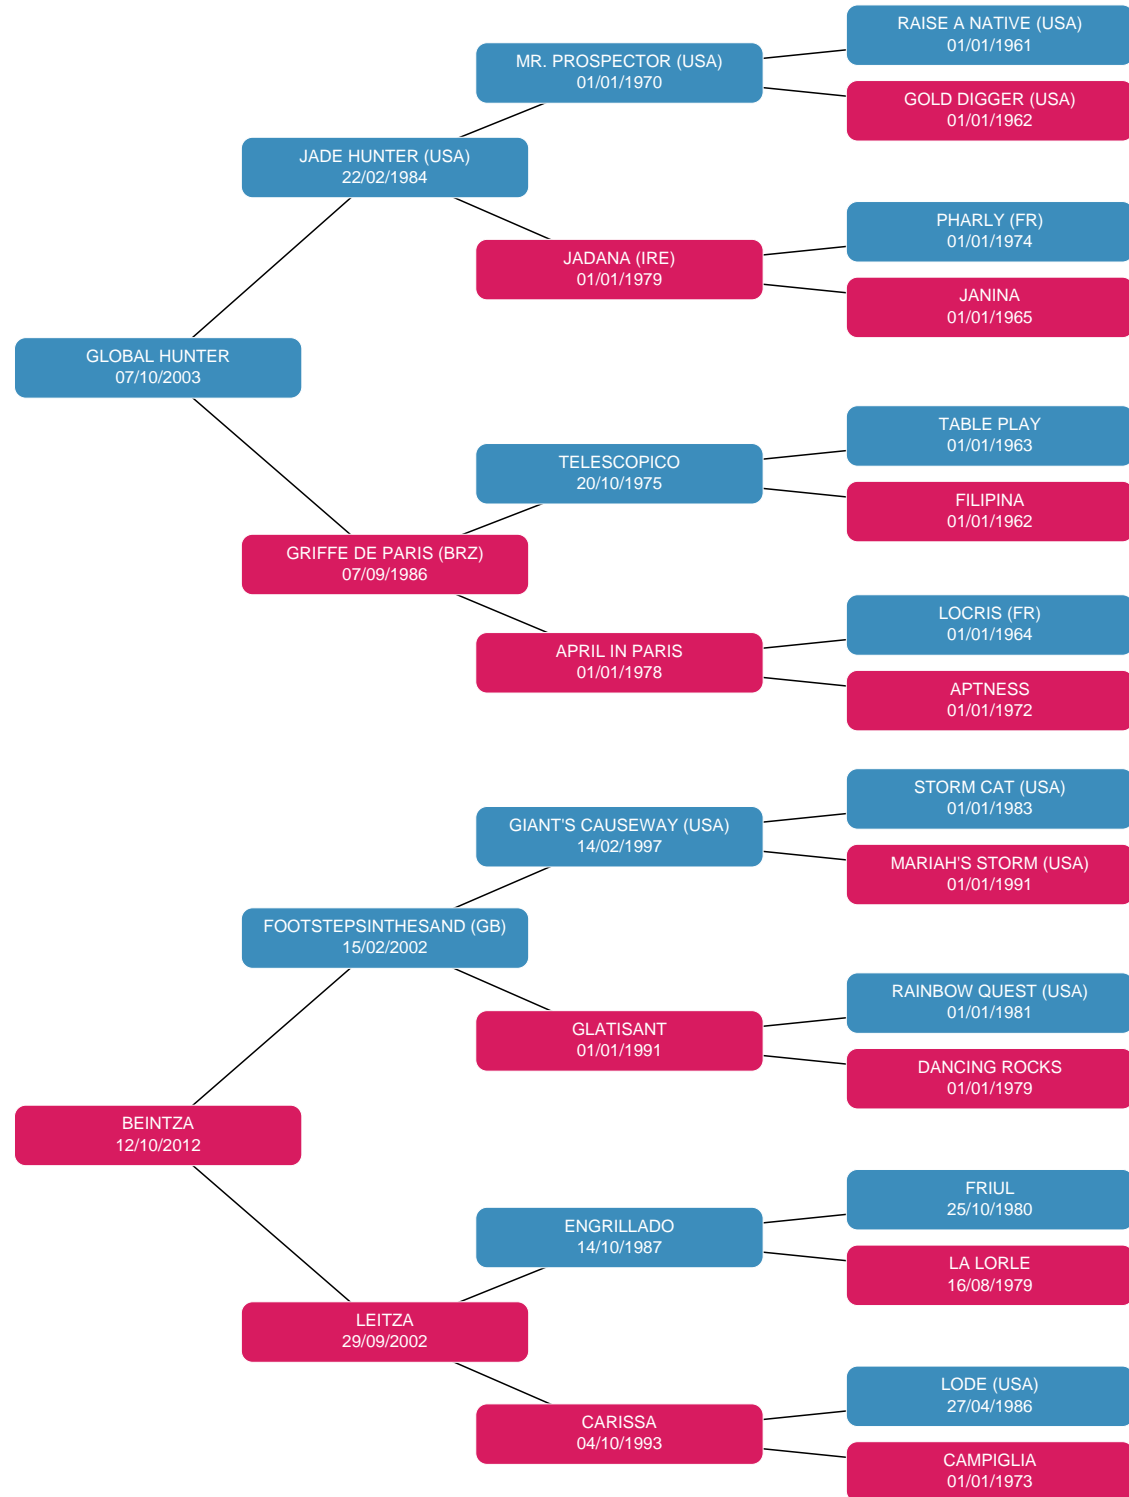 RAISE A NATIVE (USA)
01/01/1961
MR. PROSPECTOR (USA)
01/01/1970
GOLD DIGGER (USA)
01/01/1962
JADE HUNTER (USA)
22/02/1984
PHARLY (FR)
01/01/1974
JADANA (IRE)
01/01/1979
JANINA
01/01/1965
GLOBAL HUNTER
07/10/2003
TABLE PLAY
01/01/1963
TELESCOPICO
20/10/1975
FILIPINA
01/01/1962
GRIFFE DE PARIS (BRZ)
07/09/1986
LOCRIS (FR)
01/01/1964
APRIL IN PARIS
01/01/1978
APTNESS
01/01/1972
STORM CAT (USA)
01/01/1983
GIANT'S CAUSEWAY (USA)
14/02/1997
MARIAH'S STORM (USA)
01/01/1991
FOOTSTEPSINTHESAND (GB)
15/02/2002
RAINBOW QUEST (USA)
01/01/1981
GLATISANT
01/01/1991
DANCING ROCKS
01/01/1979
BEINTZA
12/10/2012
FRIUL
25/10/1980
ENGRILLADO
14/10/1987
LA LORLE
16/08/1979
LEITZA
29/09/2002
LODE (USA)
27/04/1986
CARISSA
04/10/1993
CAMPIGLIA
01/01/1973